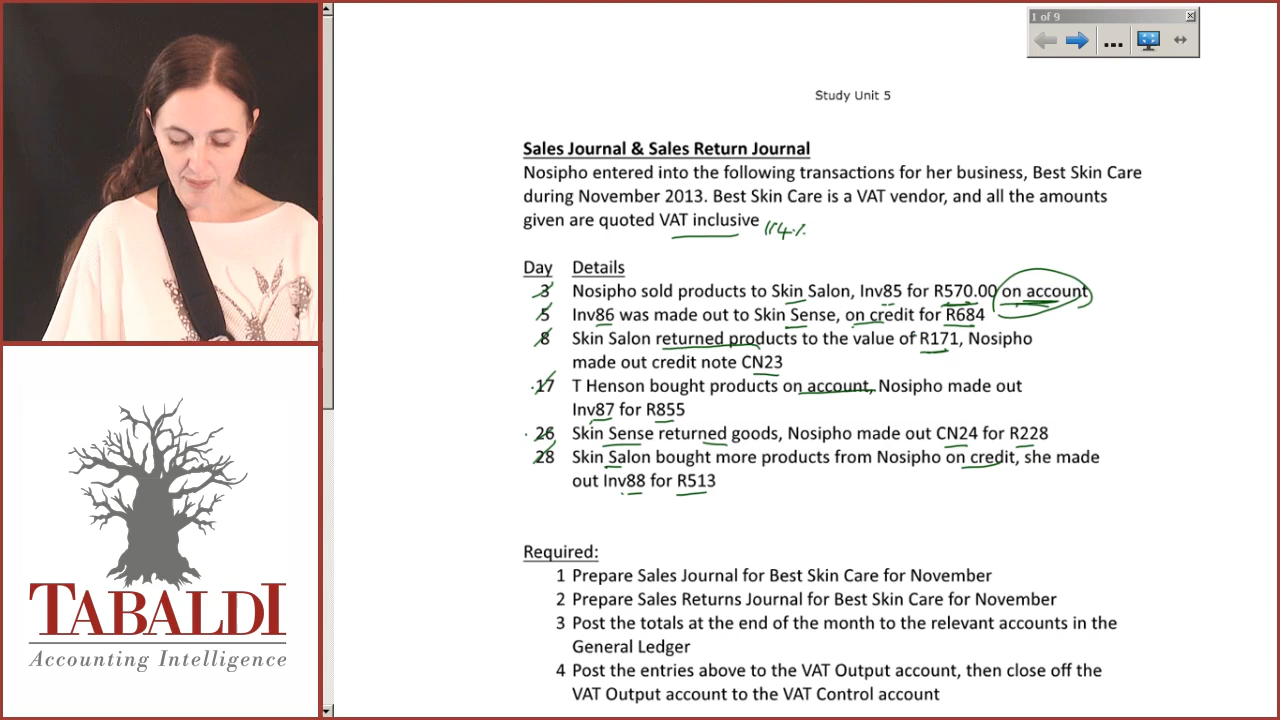 1 of 9
Study Unit 5
Sales Journal & Sales Return Journal
Nosipho entered into the following transactions for her business, Best Skin Care
during November 2013. Best Skin Care is a VAT vendor, and all the amounts
given are quoted VAT inclusive 114%
Day Details
3 Nosipho sold products to Skin Salon, Inv85 for R570.00 on account
5 Inv86 was made out to Skin Sense, on credit for R684
8 Skin Salon returned products to the value of R171, Nosipho
made out credit note CN23
17 T Henson bought products on account, Nosipho made out
Inv87 for R855
26 Skin Sense returned goods, Nosipho made out CN24 for R228
28 Skin Salon bought more products from Nosipho on credit, she made
out Inv88 for R513
Required:
1 Prepare Sales Journal for Best Skin Care for November
2 Prepare Sales Returns Journal for Best Skin Care for November
3 Post the totals at the end of the month to the relevant accounts in the
General Ledger
4 Post the entries above to the VAT Output account, then close off the
VAT Output account to the VAT Control account
TABALDI
Accounting Intelligence